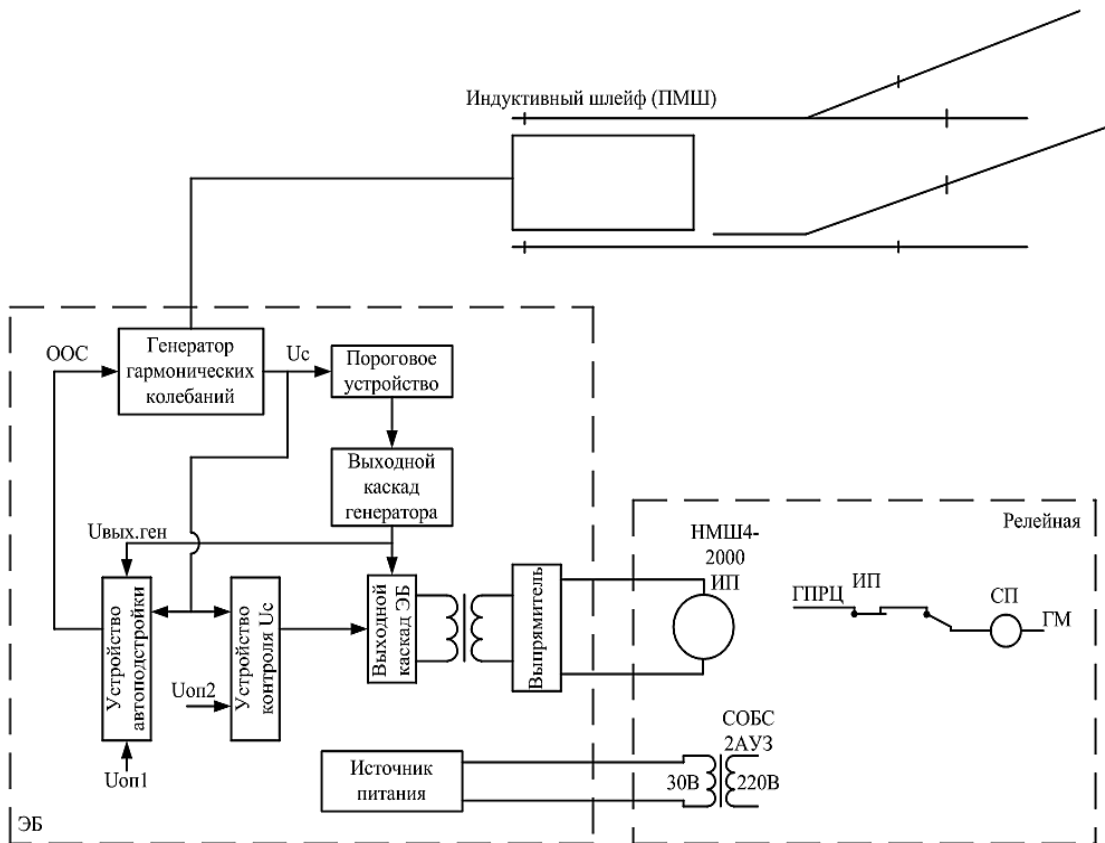 Индуктивный шлейф (ПМШ)
ООС
Генератор
гармонических
колебаний
Uc
Пороговое
устройство
Выходной
каскад
генератора
Uвых.ген
Устройство
автоподстройки
Устройство
контроля Uc
Uоп2
Uоп1
Выходной
каскад ЭБ
Выпрямитель
Источник
питания
ЭБ
Релейная
НМШ4-
2000
ИП
ГПРЦ
ИП
СП
ГМ
СОБС
2АУЗ
30В
220В